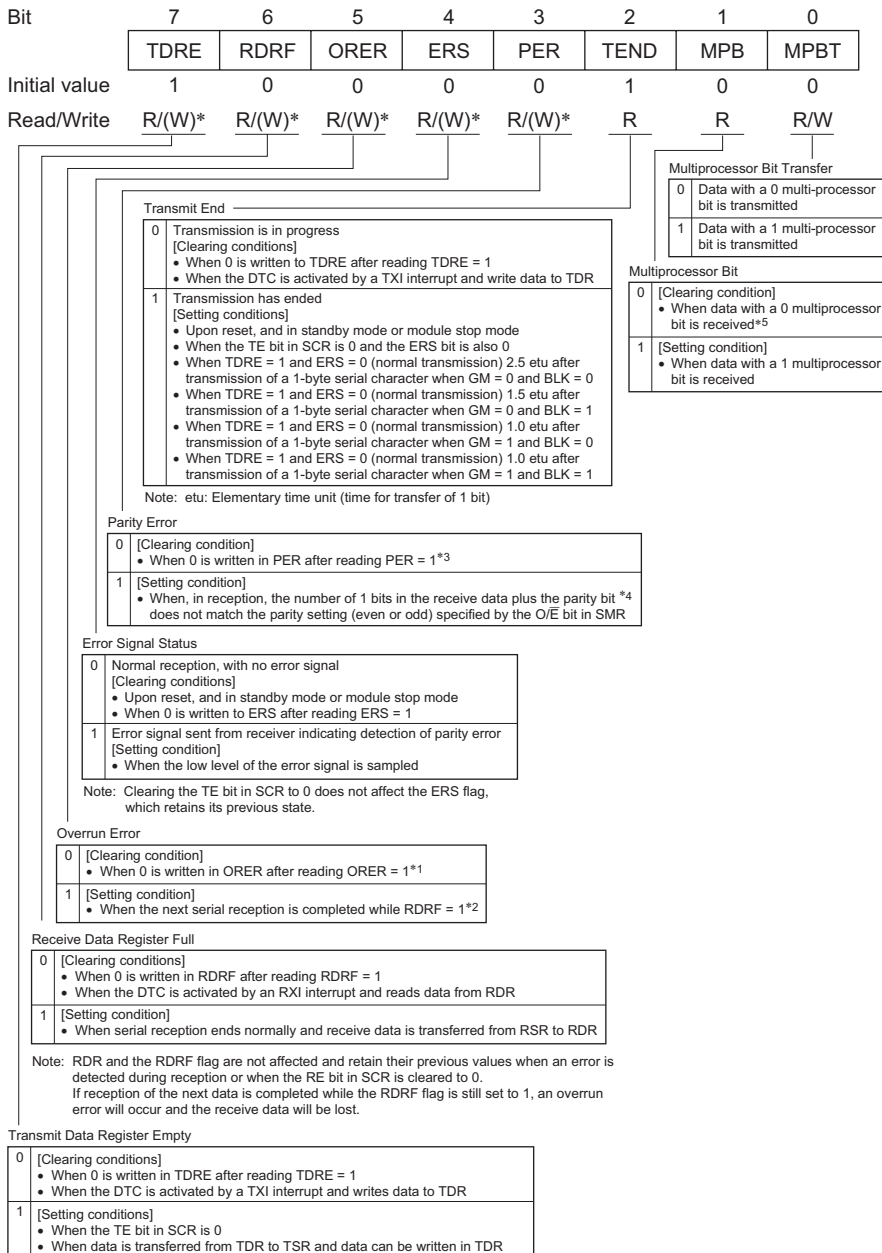 Bit 7 6 5 4 3 2 1 0
TDRE RDRF ORER ERS PER TEND MPB MPBT
Initial value 1 0 0 0 0 1 0 0
Read/Write R/(W)* R/(W)* R/(W)* R/(W)* R/(W)* R R R/W
Multiprocessor Bit Transfer
0 Data with a 0 multi-processor
bit is transmitted
1 Data with a 1 multi-processor
bit is transmitted
Transmit End
0 Transmission is in progress
[Clearing conditions]
• When 0 is written to TDRE after reading TDRE = 1
• When the DTC is activated by a TXI interrupt and write data to TDR
1 Transmission has ended
[Setting conditions]
• Upon reset, and in standby mode or module stop mode
• When the TE bit in SCR is 0 and the ERS bit is also 0
• When TDRE = 1 and ERS = 0 (normal transmission) 2.5 etu after
transmission of a 1-byte serial character when GM = 0 and BLK = 0
• When TDRE = 1 and ERS = 0 (normal transmission) 1.5 etu after
transmission of a 1-byte serial character when GM = 0 and BLK = 1
• When TDRE = 1 and ERS = 0 (normal transmission) 1.0 etu after
transmission of a 1-byte serial character when GM = 1 and BLK = 0
• When TDRE = 1 and ERS = 0 (normal transmission) 1.0 etu after
transmission of a 1-byte serial character when GM = 1 and BLK = 1
Note: etu: Elementary time unit (time for transfer of 1 bit)
Multiprocessor Bit
0 [Clearing condition]
• When data with a 0 multiprocessor
bit is received*5
1 [Setting condition]
• When data with a 1 multiprocessor
bit is received
Parity Error
0 [Clearing condition]
• When 0 is written in PER after reading PER = 1*3
1 [Setting condition]
• When, in reception, the number of 1 bits in the receive data plus the parity bit *4
does not match the parity setting (even or odd) specified by the O/E̅ bit in SMR
Error Signal Status
0 Normal reception, with no error signal
[Clearing conditions]
• Upon reset, and in standby mode or module stop mode
• When 0 is written to ERS after reading ERS = 1
1 Error signal sent from receiver indicating detection of parity error
[Setting condition]
• When the low level of the error signal is sampled
Note: Clearing the TE bit in SCR to 0 does not affect the ERS flag,
which retains its previous state.
Overrun Error
0 [Clearing condition]
• When 0 is written in ORER after reading ORER = 1*1
1 [Setting condition]
• When the next serial reception is completed while RDRF = 1*2
Receive Data Register Full
0 [Clearing conditions]
• When 0 is written in RDRF after reading RDRF = 1
• When the DTC is activated by an RXI interrupt and reads data from RDR
1 [Setting condition]
• When serial reception ends normally and receive data is transferred from RSR to RDR
Note: RDR and the RDRF flag are not affected and retain their previous values when an error is
detected during reception or when the RE bit in SCR is cleared to 0.
If reception of the next data is completed while the RDRF flag is still set to 1, an overrun
error will occur and the receive data will be lost.
Transmit Data Register Empty
0 [Clearing conditions]
• When 0 is written in TDRE after reading TDRE = 1
• When the DTC is activated by a TXI interrupt and writes data to TDR
1 [Setting conditions]
• When the TE bit in SCR is 0
• When data is transferred from TDR to TSR and data can be written in TDR